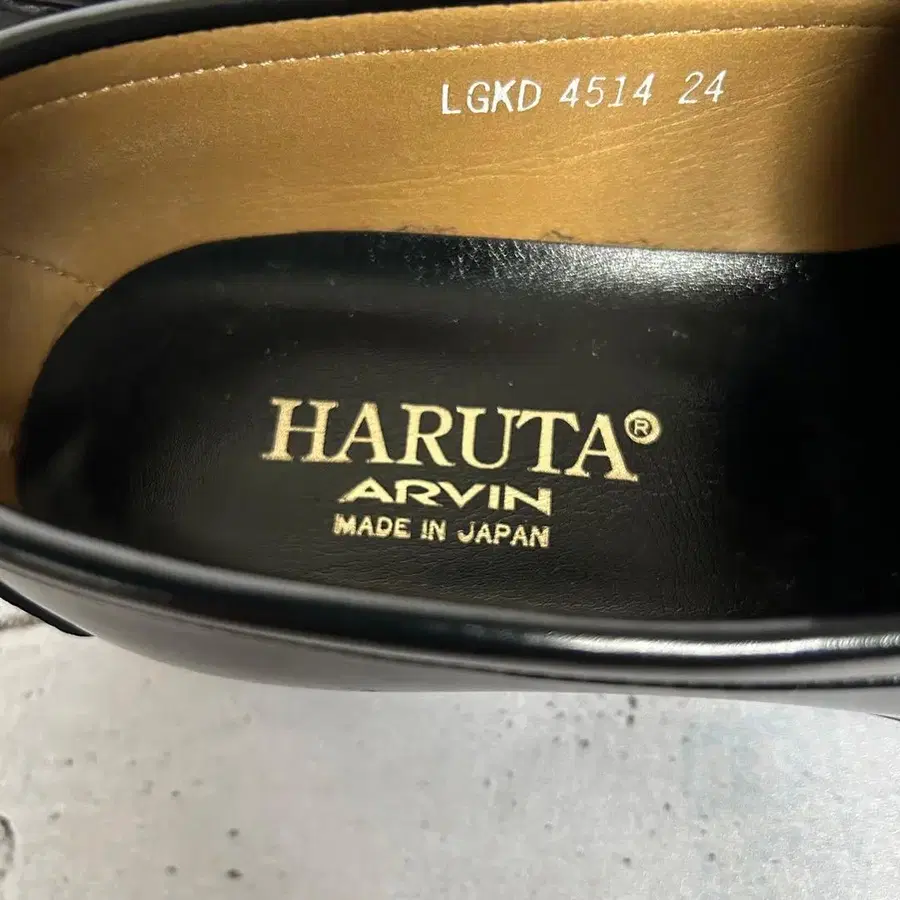 LGKD 4514 24
HARUTA®
ARVIN
MADE IN JAPAN